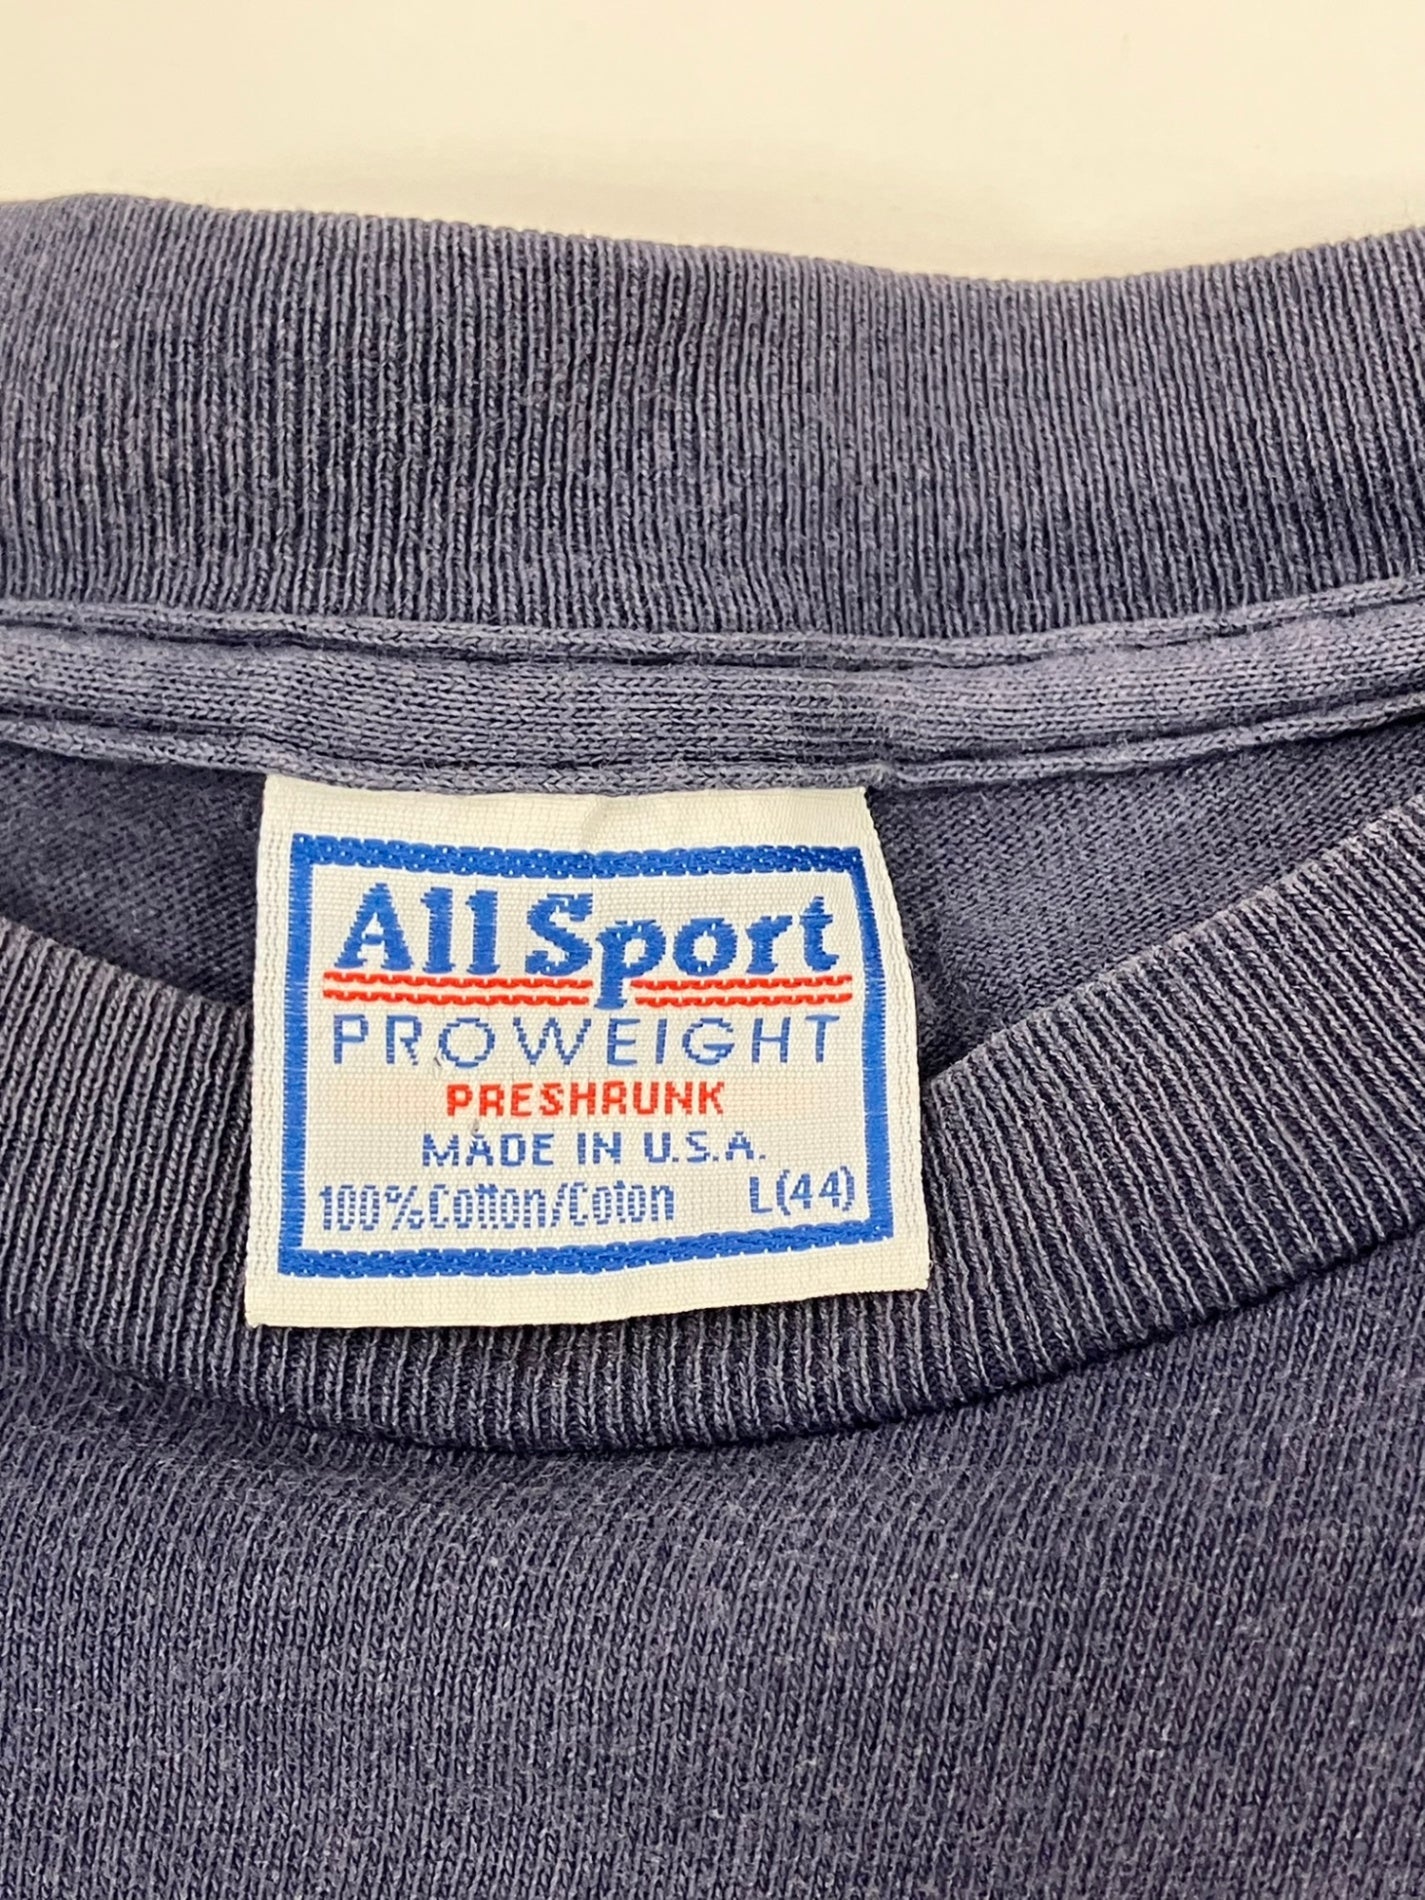 All Sport
PROWEIGHT
PRESHRUNK
MADE IN U.S.A.
100% Cotton/Coton L(44)